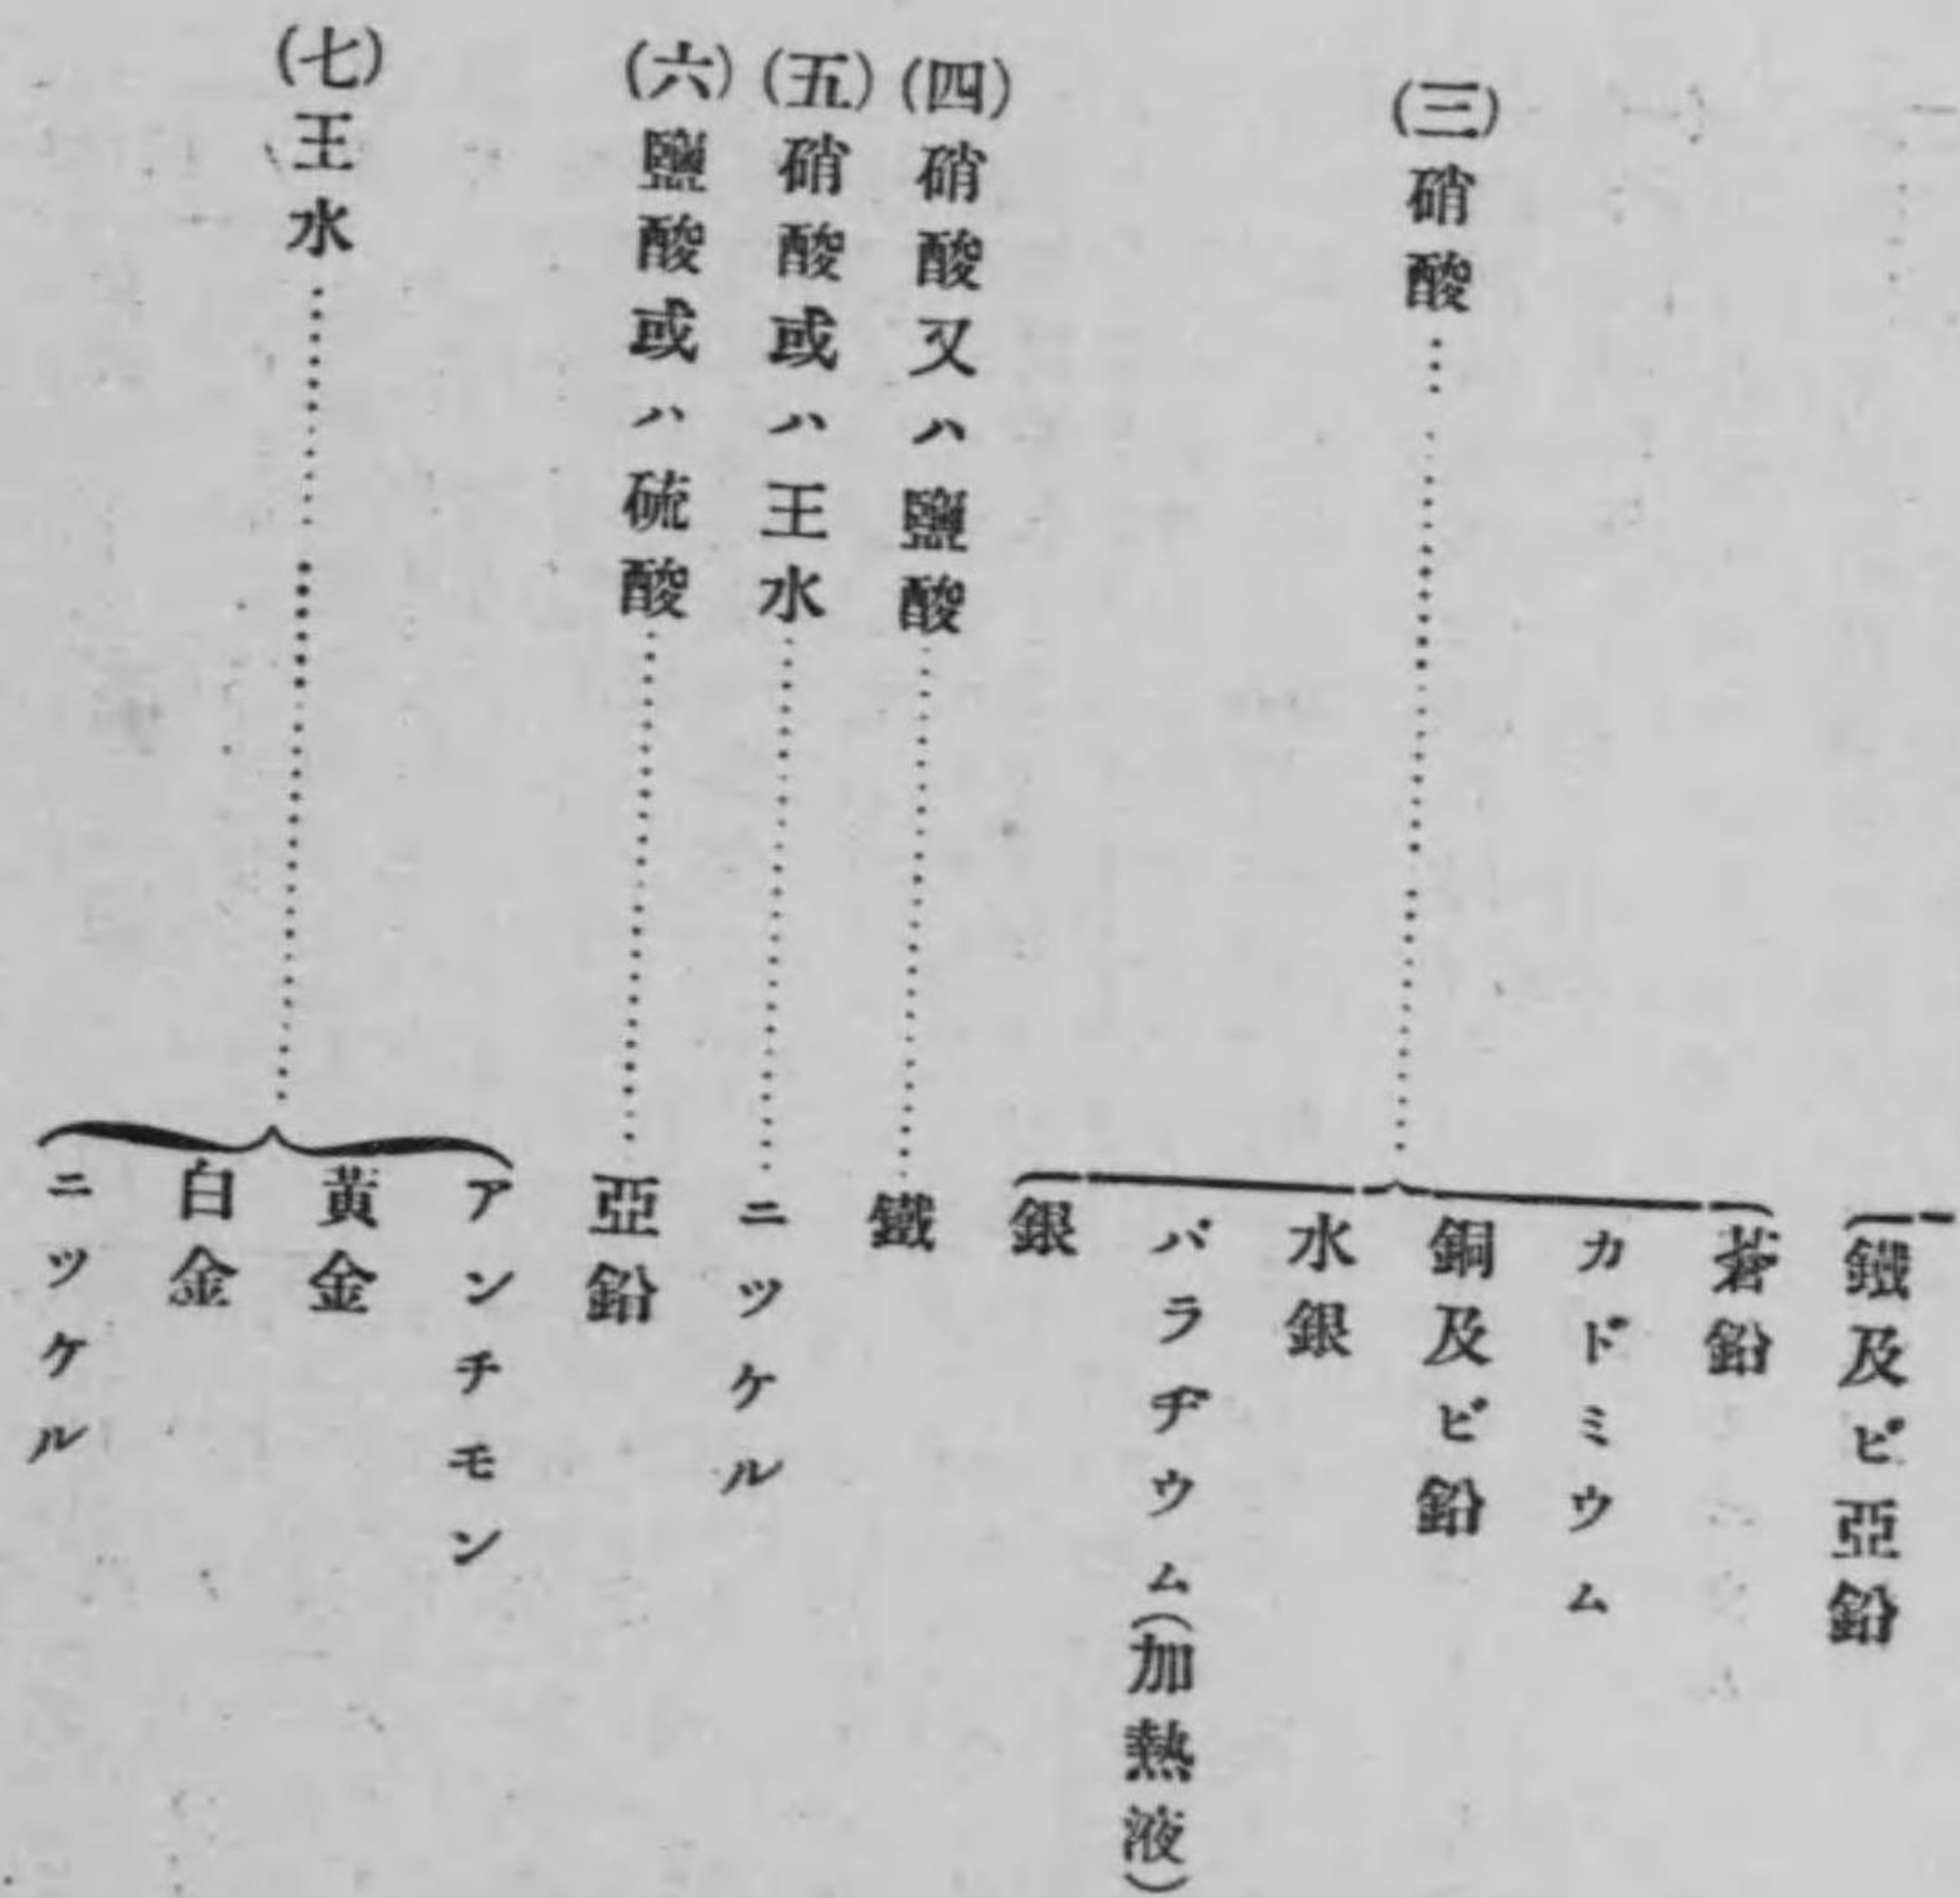 鐵及ビ亞鉛
(三)硝酸……
蒼鉛
カドミウム
銅及ビ鉛
水銀
パラヂウム(加熱液)
銀
(四)硝酸又ハ鹽酸……鐵
(五)硝酸或ハ王水……ニッケル
(六)鹽酸或ハ硫酸……亞鉛
(七)王水……
アンチモン
黃金
白金
ニッケル